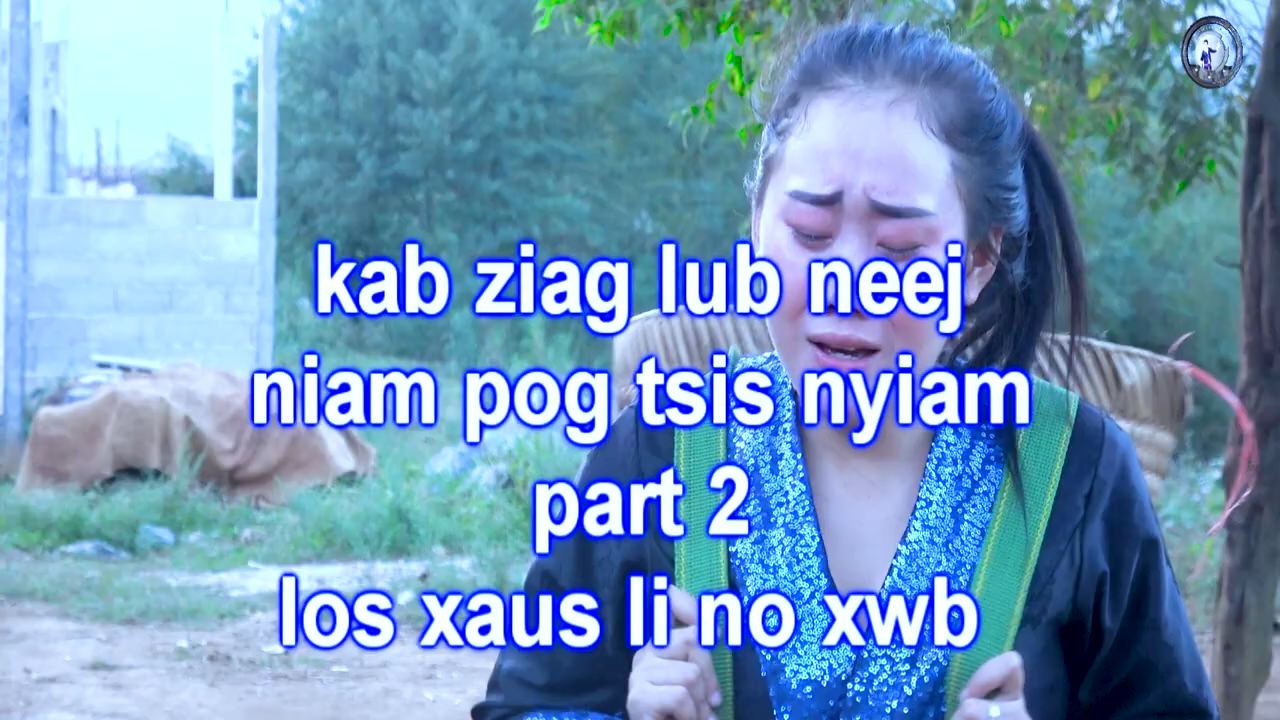 kab ziag lub neej
niam pog tsis nyiam
part 2
los xaus li no xwb